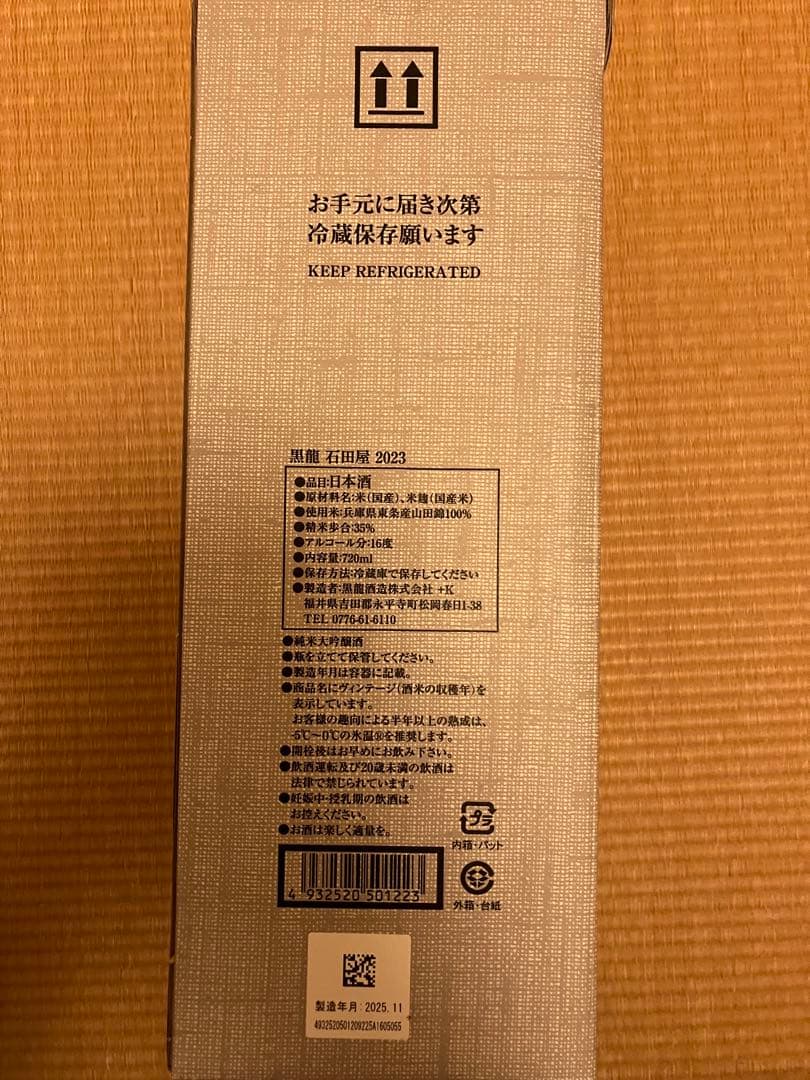 お手元に届き次第
冷蔵保存願います
KEEP REFRIGERATED
黒龍 石田屋 2023
●品目:日本酒
●原材料名:米(国産)、米麹(国産米)
●使用米:兵庫県東条産山田錦100%
●精米歩合:35%
●アルコール分:16度
●内容量:720ml
●保存方法:冷蔵庫で保存してください
●製造者:黒龍酒造株式会社 +K
福井県吉田郡永平寺町松岡春日1-38
TEL 0776-61-6110
●純米大吟醸酒
●瓶を立てて保管してください。
●製造年月は容器に記載。
●商品名にヴィンテージ(酒米の収穫年)を
表示しています。
お客様の趣向による半年以上の熟成は、
-5℃〜0℃の氷温®を推奨します。
●開栓後はお早めにお飲み下さい。
●飲酒運転及び20歳未満の飲酒は
法律で禁じられています。
●妊娠中・授乳期の飲酒は
お控えください。
●お酒は楽しく適量を。
プラ
内箱・パット
外箱・台紙
4 932520 501223
製造年月:2025.11
4932520501209225A1605055